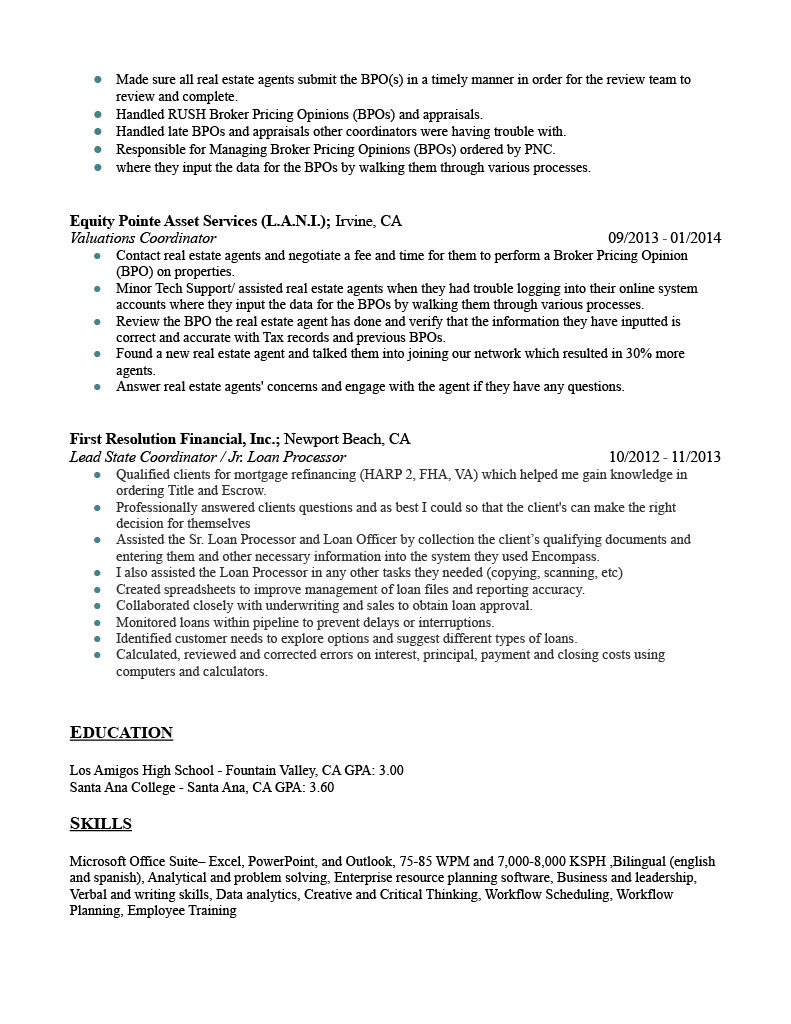 ● Made sure all real estate agents submit the BPO(s) in a timely manner in order for the review team to
review and complete.
● Handled RUSH Broker Pricing Opinions (BPOs) and appraisals.
● Handled late BPOs and appraisals other coordinators were having trouble with.
● Responsible for Managing Broker Pricing Opinions (BPOs) ordered by PNC.
● where they input the data for the BPOs by walking them through various processes.
Equity Pointe Asset Services (L.A.N.I.); Irvine, CA
Valuations Coordinator 09/2013 - 01/2014
● Contact real estate agents and negotiate a fee and time for them to perform a Broker Pricing Opinion
(BPO) on properties.
● Minor Tech Support/ assisted real estate agents when they had trouble logging into their online system
accounts where they input the data for the BPOs by walking them through various processes.
● Review the BPO the real estate agent has done and verify that the information they have inputted is
correct and accurate with Tax records and previous BPOs.
● Found a new real estate agent and talked them into joining our network which resulted in 30% more
agents.
● Answer real estate agents' concerns and engage with the agent if they have any questions.
First Resolution Financial, Inc.; Newport Beach, CA
Lead State Coordinator / Jr. Loan Processor 10/2012 - 11/2013
● Qualified clients for mortgage refinancing (HARP 2, FHA, VA) which helped me gain knowledge in
ordering Title and Escrow.
● Professionally answered clients questions and as best I could so that the client's can make the right
decision for themselves
● Assisted the Sr. Loan Processor and Loan Officer by collection the client’s qualifying documents and
entering them and other necessary information into the system they used Encompass.
● I also assisted the Loan Processor in any other tasks they needed (copying, scanning, etc)
● Created spreadsheets to improve management of loan files and reporting accuracy.
● Collaborated closely with underwriting and sales to obtain loan approval.
● Monitored loans within pipeline to prevent delays or interruptions.
● Identified customer needs to explore options and suggest different types of loans.
● Calculated, reviewed and corrected errors on interest, principal, payment and closing costs using
computers and calculators.
EDUCATION
Los Amigos High School - Fountain Valley, CA GPA: 3.00
Santa Ana College - Santa Ana, CA GPA: 3.60
SKILLS
Microsoft Office Suite– Excel, PowerPoint, and Outlook, 75-85 WPM and 7,000-8,000 KSPH ,Bilingual (english
and spanish), Analytical and problem solving, Enterprise resource planning software, Business and leadership,
Verbal and writing skills, Data analytics, Creative and Critical Thinking, Workflow Scheduling, Workflow
Planning, Employee Training